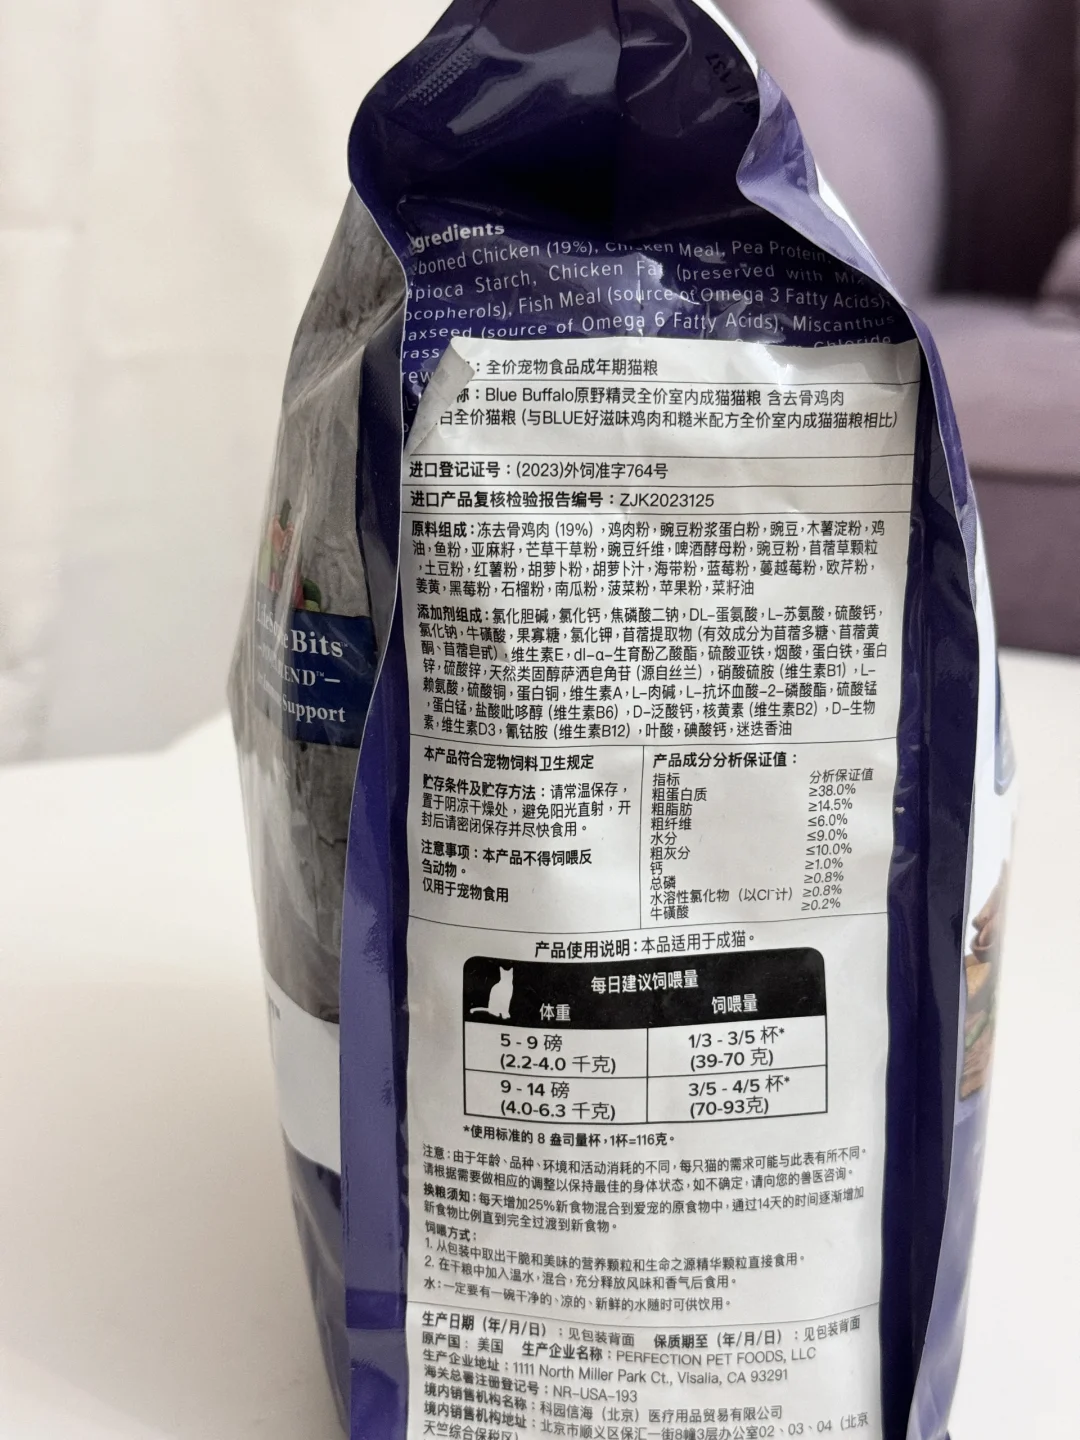 gredients
boned Chicken (19%), Chicken Meal, Pea Protein,
pioca Starch, Chicken Fat (preserved with Mix
ocopherols), Fish Meal (source of Omega 3 Fatty Acids),
laxseed (source of Omega 6 Fatty Acids), Miscanthus
rass
Chloride
rew
：全价宠物食品成年期猫粮
称：Blue Buffalo原野精灵全价室内成猫猫粮 含去骨鸡肉
白全价猫粮 (与BLUE好滋味鸡肉和糙米配方全价室内成猫猫粮相比)
进口登记证号：(2023)外饲准字764号
进口产品复核检验报告编号：ZJK2023125
原料组成：冻去骨鸡肉 (19%)，鸡肉粉，豌豆粉浆蛋白粉，豌豆，木薯淀粉，鸡
油，鱼粉，亚麻籽，芒草干草粉，豌豆纤维，啤酒酵母粉，豌豆粉，苜蓿草颗粒
，土豆粉，红薯粉，胡萝卜粉，胡萝卜汁，海带粉，蓝莓粉，蔓越莓粉，欧芹粉，
姜黄，黑莓粉，石榴粉，南瓜粉，菠菜粉，苹果粉，菜籽油
添加剂组成：氯化胆碱，氯化钙，焦磷酸二钠，DL-蛋氨酸，L-苏氨酸，硫酸钙，
氯化钠，牛磺酸，果寡糖，氯化钾，苜蓿提取物 (有效成分为苜蓿多糖、苜蓿黄
酮、苜蓿皂甙)，维生素E，dl-α-生育酚乙酸酯，硫酸亚铁，烟酸，蛋白铁，蛋白
锌，硫酸锌，天然类固醇萨洒皂角苷 (源自丝兰)，硝酸硫胺 (维生素B1)，L-
赖氨酸，硫酸铜，蛋白铜，维生素A，L-肉碱，L-抗坏血酸-2-磷酸酯，硫酸锰
，蛋白锰，盐酸吡哆醇 (维生素B6)，D-泛酸钙，核黄素 (维生素B2)，D-生物
素，维生素D3，氰钴胺 (维生素B12)，叶酸，碘酸钙，迷迭香油
本产品符合宠物饲料卫生规定
贮存条件及贮存方法：请常温保存，
置于阴凉干燥处，避免阳光直射，开
封后请密闭保存并尽快食用。
注意事项：本产品不得饲喂反
刍动物。
仅用于宠物食用
产品成分分析保证值：
指标 分析保证值
粗蛋白质 ≥38.0%
粗脂肪 ≥14.5%
粗纤维 ≤6.0%
水分 ≤9.0%
粗灰分 ≤10.0%
钙 ≥1.0%
总磷 ≥0.8%
水溶性氯化物（以Cl⁻计） ≥0.8%
牛磺酸 ≥0.2%
产品使用说明：本品适用于成猫。
每日建议饲喂量
体重 饲喂量
5 - 9 磅 1/3 - 3/5 杯*
(2.2-4.0 千克) (39-70 克)
9 - 14 磅 3/5 - 4/5 杯*
(4.0-6.3 千克) (70-93克)
*使用标准的 8 盎司量杯，1杯=116克。
注意：由于年龄、品种、环境和活动消耗的不同，每只猫的需求可能与此表有所不同。
请根据需要做相应的调整以保持最佳的身体状态，如不确定，请向您的兽医咨询。
换粮须知：每天增加25%新食物混合到爱宠的原食物中，通过14天的时间逐渐增加
新食物比例直到完全过渡到新食物。
饲喂方式：
1. 从包装中取出干脆和美味的营养颗粒和生命之源精华颗粒直接食用。
2. 在干粮中加入温水，混合，充分释放风味和香气后食用。
水：一定要有一碗干净的、凉的、新鲜的水随时可供饮用。
生产日期（年/月/日）：见包装背面 保质期至（年/月/日）：见包装背面
原产国：美国 生产企业名称：PERFECTION PET FOODS, LLC
生产企业地址：1111 North Miller Park Ct., Visalia, CA 93291
海关总署注册登记号：NR-USA-193
境内销售机构名称：科园信海（北京）医疗用品贸易有限公司
境内销售机构地址：北京市顺义区保汇一街8幢3层办公室02、03、04（北京
天竺综合保税区）
Bits
END™
Support